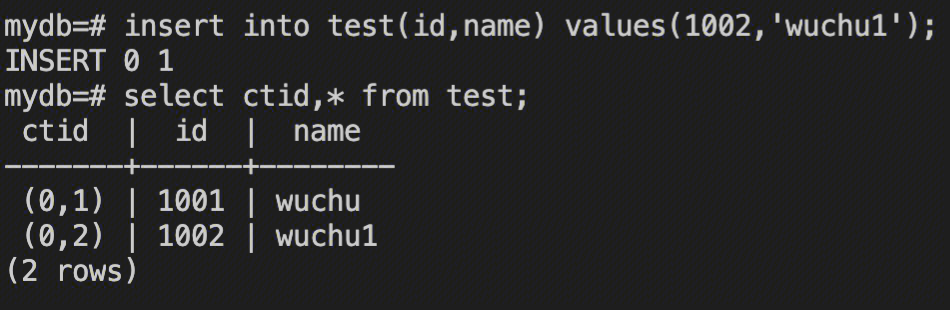 mydb=# insert into test(id,name) values(1002,'wuchu1');
INSERT 0 1
mydb=# select ctid,* from test;
 ctid  |  id  |  name
-------+------+--------
 (0,1) | 1001 | wuchu
 (0,2) | 1002 | wuchu1
(2 rows)